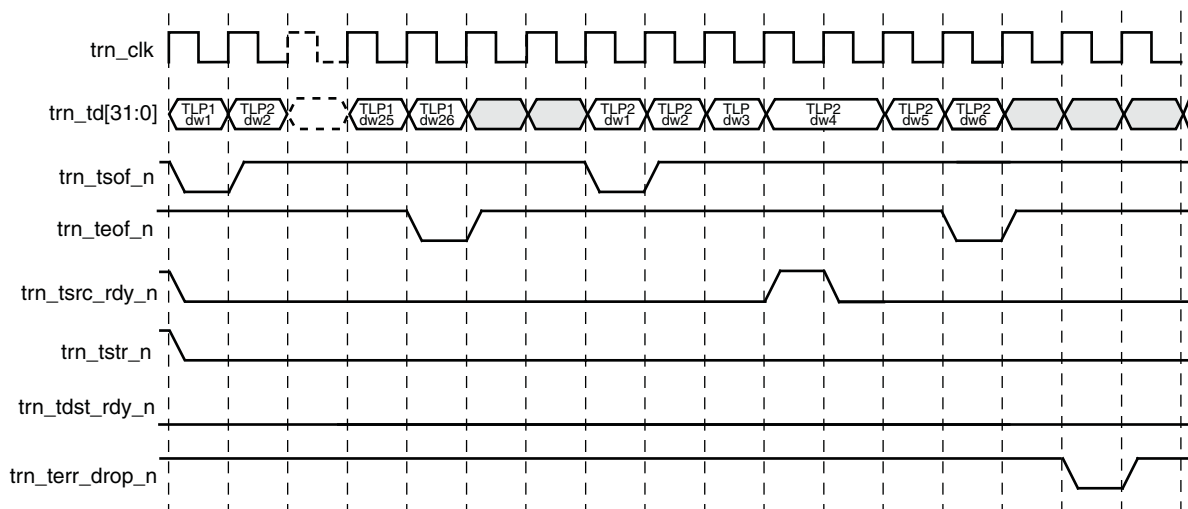 trn_clk
trn_td[31:0]
TLP1
dw1
TLP2
dw2
TLP1
dw25
TLP1
dw26
TLP2
dw1
TLP2
dw2
TLP
dw3
TLP2
dw4
TLP2
dw5
TLP2
dw6
trn_tsof_n
trn_teof_n
trn_tsrc_rdy_n
trn_tstr_n
trn_tdst_rdy_n
trn_terr_drop_n